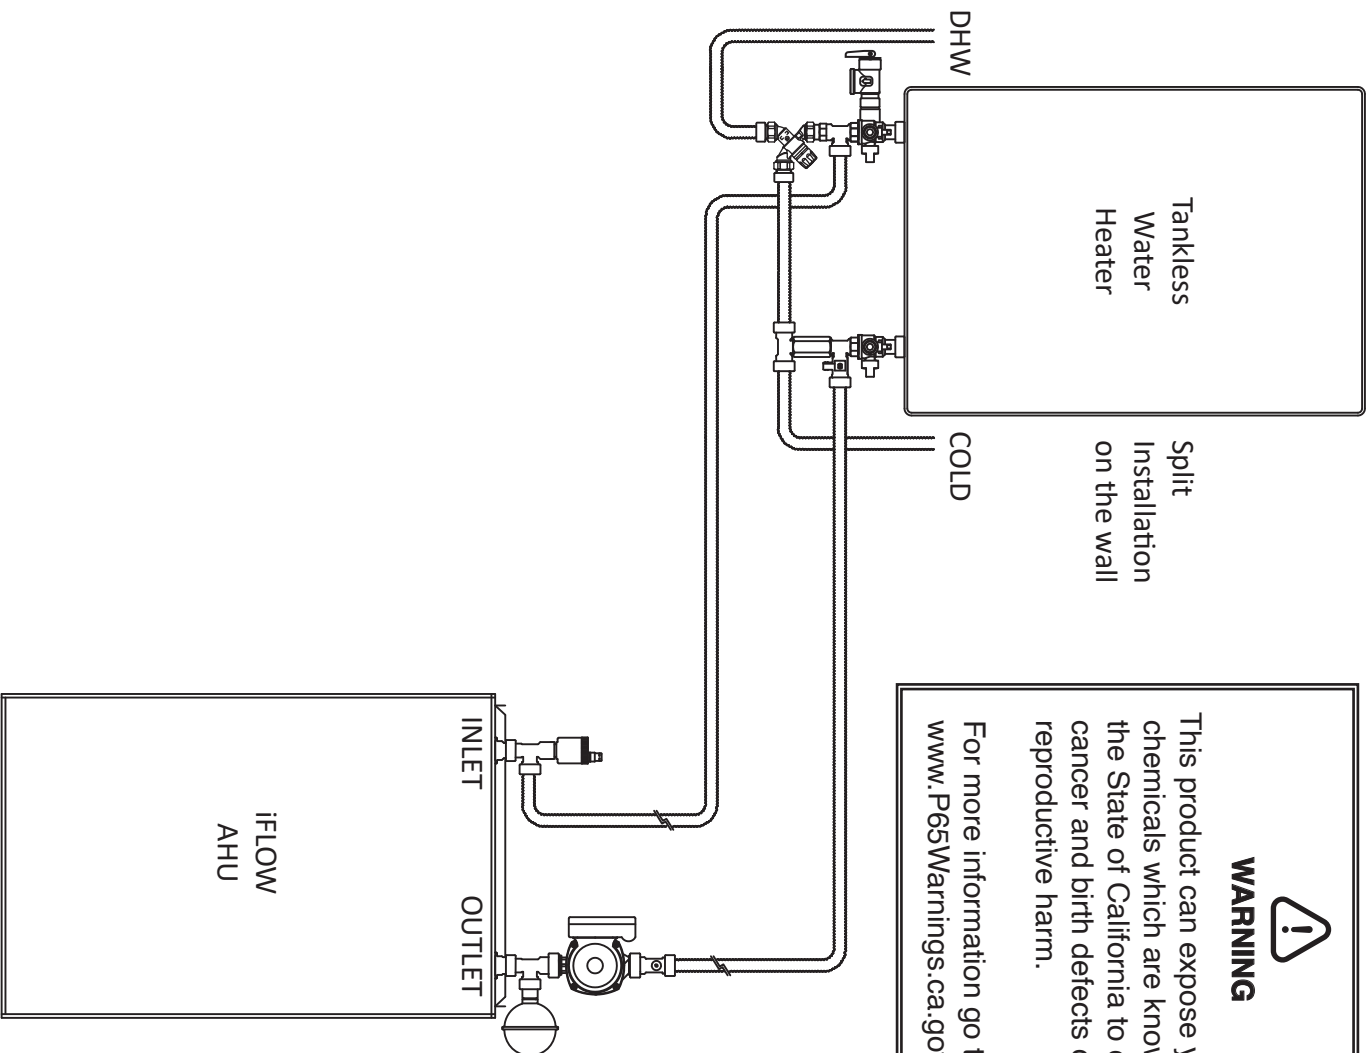 WARNING
This product can expose y
chemicals which are know
the State of California to
cancer and birth defects
reproductive harm.
For more information go t
www.P65Warnings.ca.go
Tankless
Water
Heater
Split
Installation
on the wall
DHW
COLD
INLET
OUTLET
iFLOW
AHU